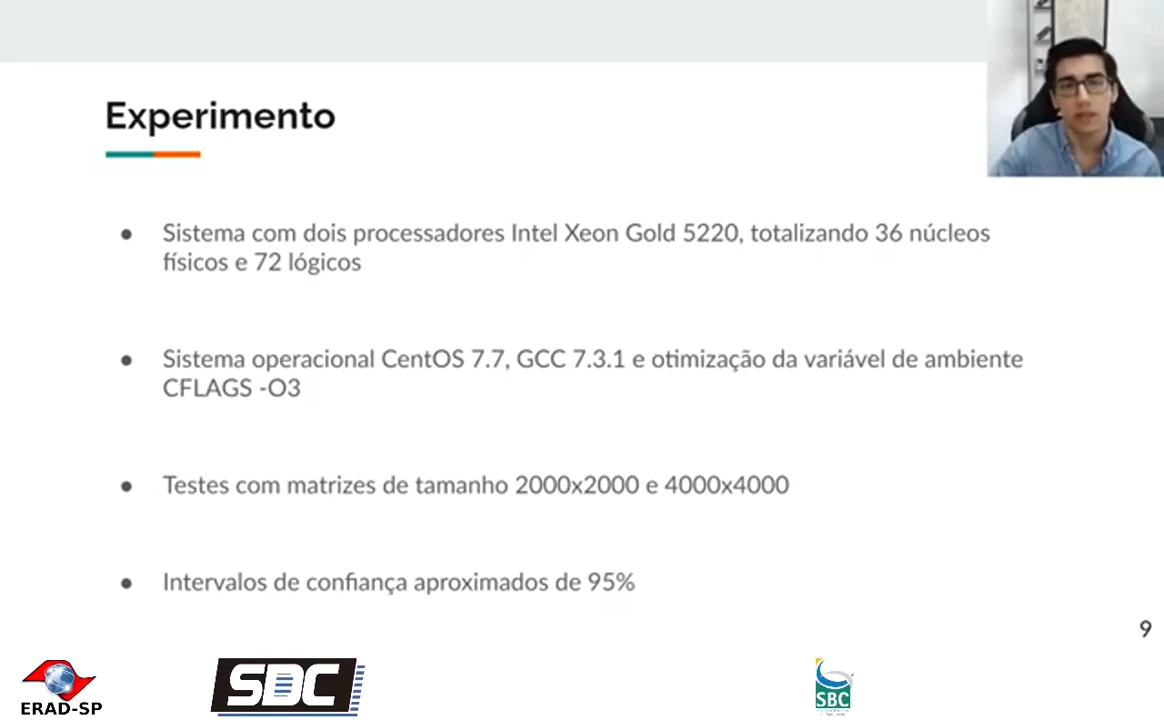 Experimento
● Sistema com dois processadores Intel Xeon Gold 5220, totalizando 36 núcleos
físicos e 72 lógicos
● Sistema operacional CentOS 7.7, GCC 7.3.1 e otimização da variável de ambiente
CFLAGS -O3
● Testes com matrizes de tamanho 2000x2000 e 4000x4000
● Intervalos de confiança aproximados de 95%
9
ERAD-SP
SDC
SBC